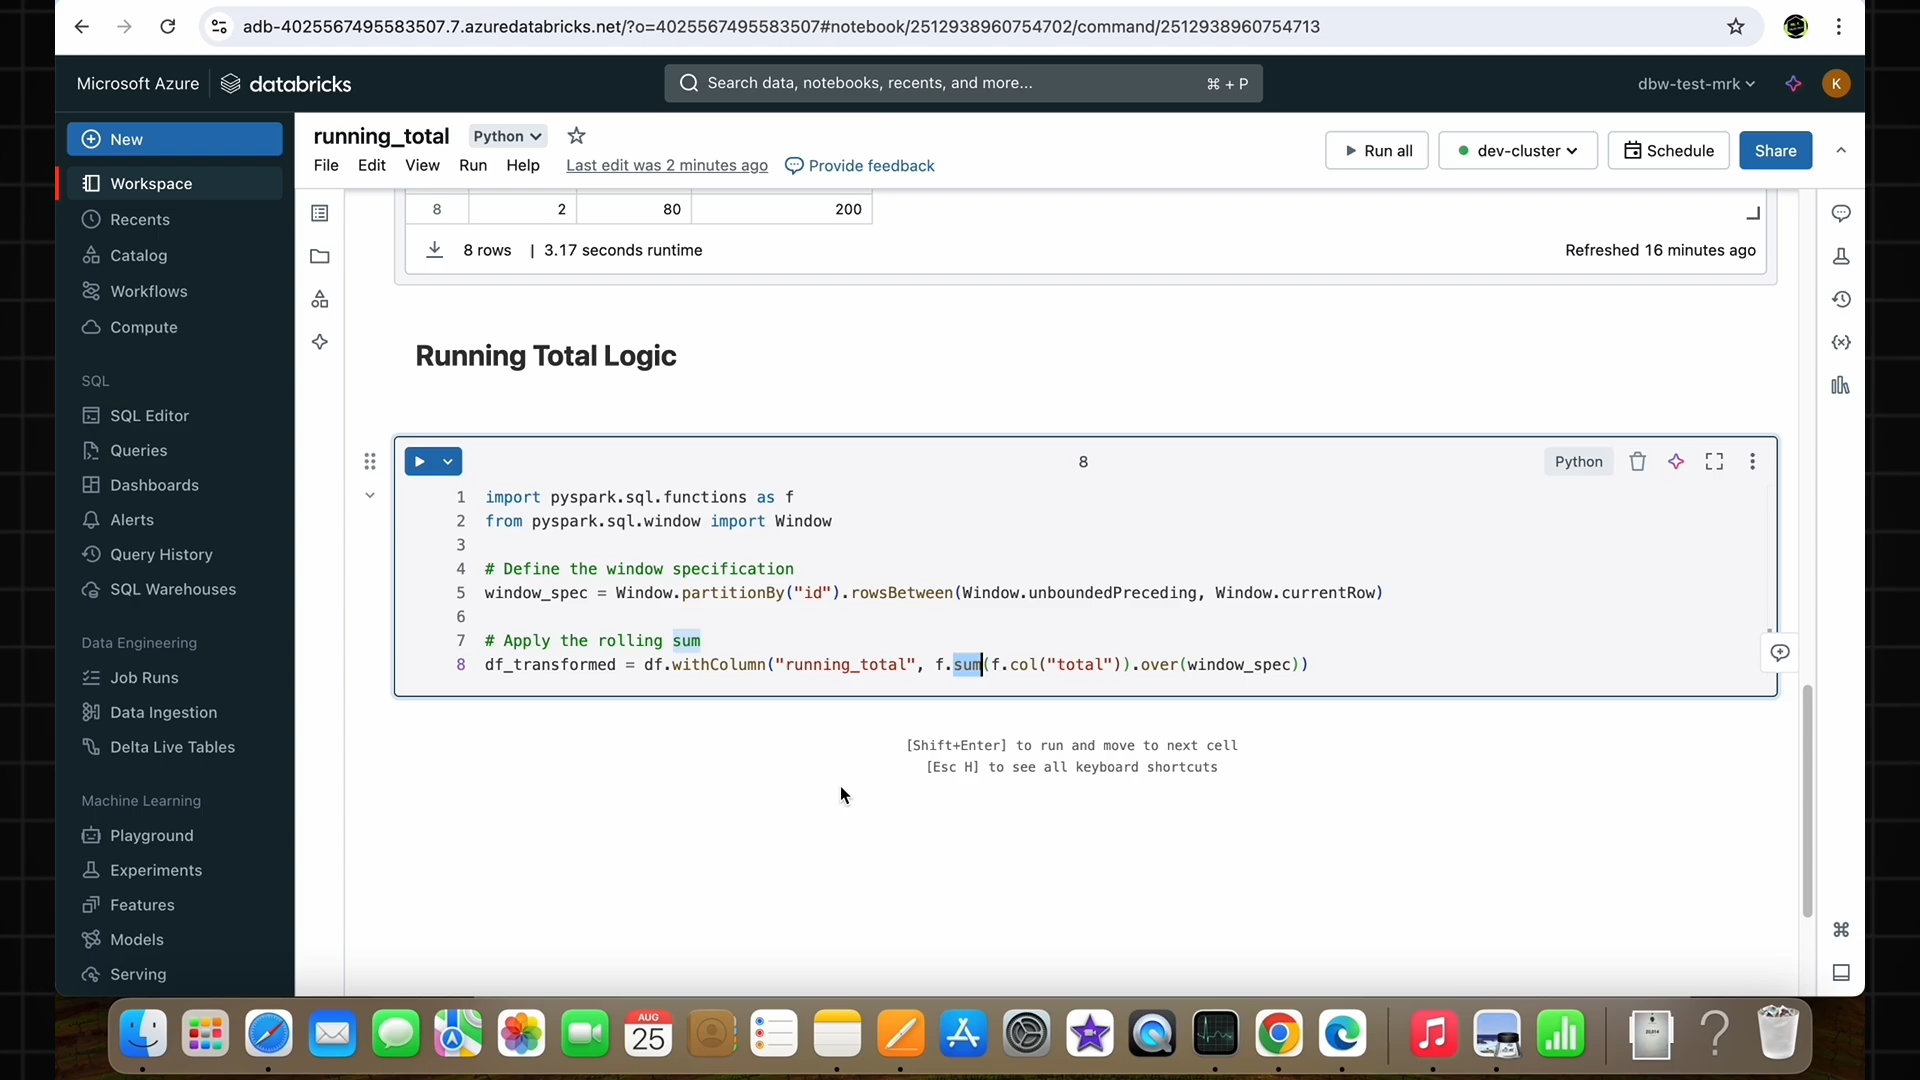 adb-4025567495583507.7.azuredatabricks.net/?o=4025567495583507#notebook/2512938960754702/command/2512938960754713
Microsoft Azure databricks Search data, notebooks, recents, and more... ⌘ + P dbw-test-mrk K
New
Workspace
Recents
Catalog
Workflows
Compute
SQL
SQL Editor
Queries
Dashboards
Alerts
Query History
SQL Warehouses
Data Engineering
Job Runs
Data Ingestion
Delta Live Tables
Machine Learning
Playground
Experiments
Features
Models
Serving
running_total Python
File Edit View Run Help Last edit was 2 minutes ago Provide feedback
Run all dev-cluster Schedule Share
8 2 80 200
8 rows | 3.17 seconds runtime Refreshed 16 minutes ago
Running Total Logic
8 Python
1 import pyspark.sql.functions as f
2 from pyspark.sql.window import Window
3
4 # Define the window specification
5 window_spec = Window.partitionBy("id").rowsBetween(Window.unboundedPreceding, Window.currentRow)
6
7 # Apply the rolling sum
8 df_transformed = df.withColumn("running_total", f.sum(f.col("total")).over(window_spec))
[Shift+Enter] to run and move to next cell
[Esc H] to see all keyboard shortcuts
AUG
25